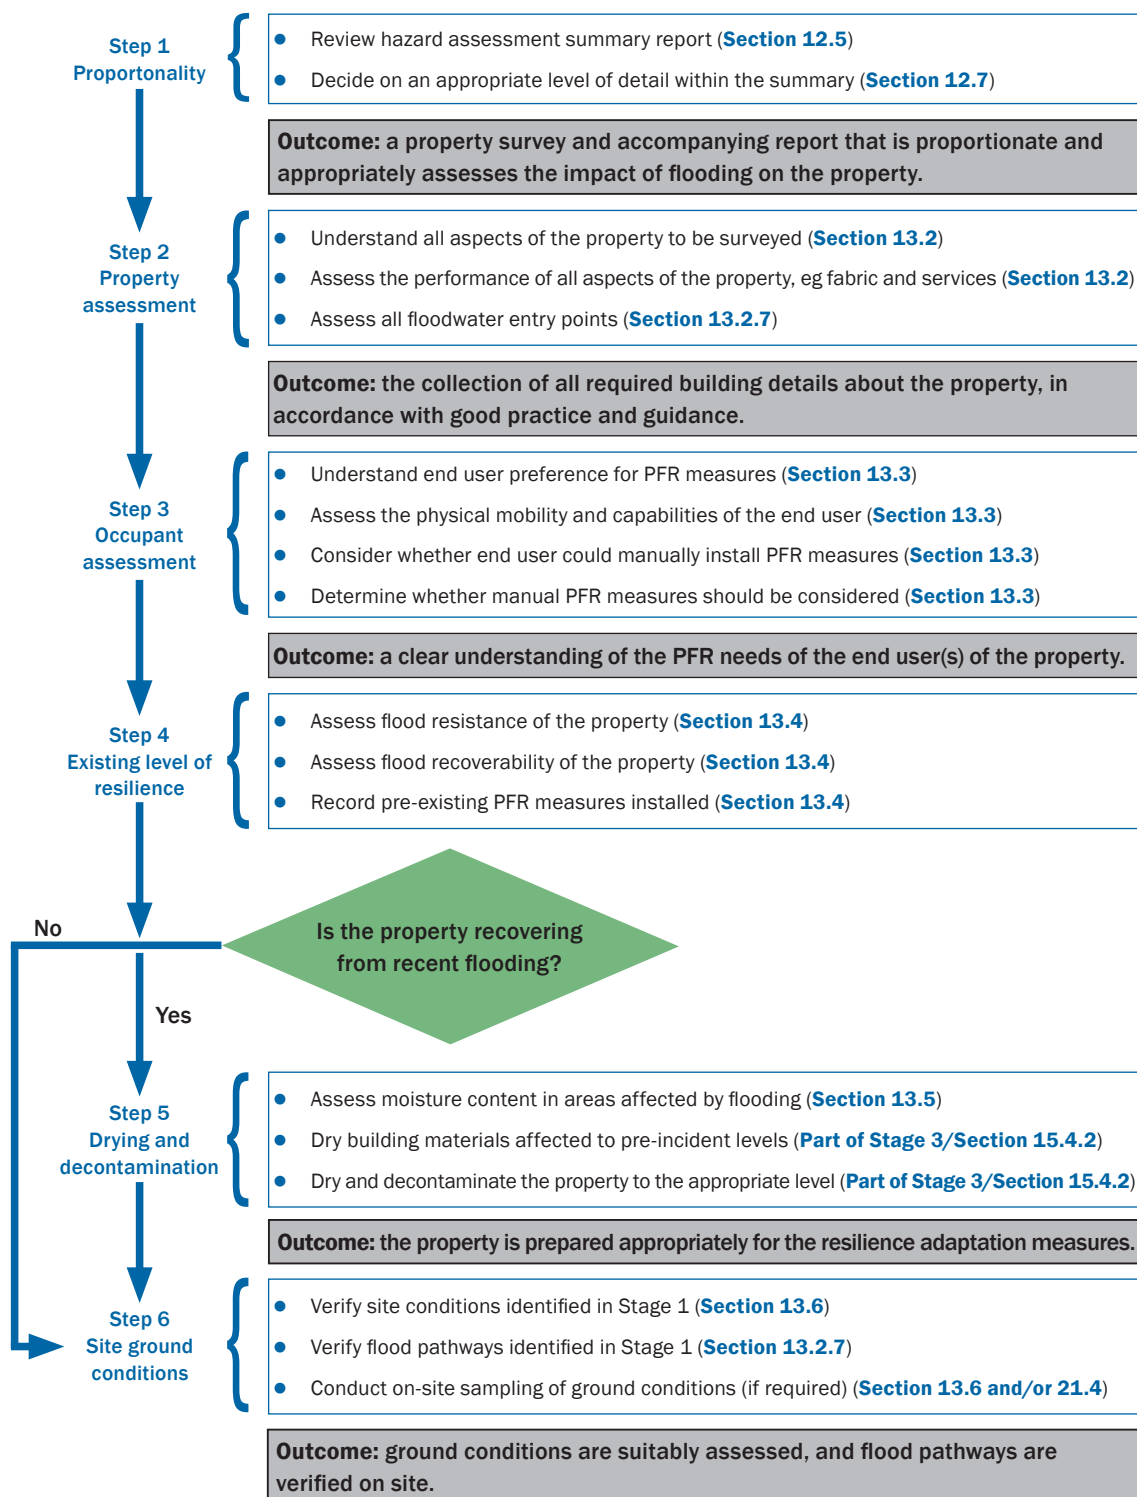 Step 1
Proportonality
● Review hazard assessment summary report (Section 12.5)
● Decide on an appropriate level of detail within the summary (Section 12.7)
Outcome: a property survey and accompanying report that is proportionate and
appropriately assesses the impact of flooding on the property.
Step 2
Property
assessment
● Understand all aspects of the property to be surveyed (Section 13.2)
● Assess the performance of all aspects of the property, eg fabric and services (Section 13.2)
● Assess all floodwater entry points (Section 13.2.7)
Outcome: the collection of all required building details about the property, in
accordance with good practice and guidance.
Step 3
Occupant
assessment
● Understand end user preference for PFR measures (Section 13.3)
● Assess the physical mobility and capabilities of the end user (Section 13.3)
● Consider whether end user could manually install PFR measures (Section 13.3)
● Determine whether manual PFR measures should be considered (Section 13.3)
Outcome: a clear understanding of the PFR needs of the end user(s) of the property.
Step 4
Existing level of
resilience
● Assess flood resistance of the property (Section 13.4)
● Assess flood recoverability of the property (Section 13.4)
● Record pre-existing PFR measures installed (Section 13.4)
No
Is the property recovering
from recent flooding?
Yes
Step 5
Drying and
decontamination
● Assess moisture content in areas affected by flooding (Section 13.5)
● Dry building materials affected to pre-incident levels (Part of Stage 3/Section 15.4.2)
● Dry and decontaminate the property to the appropriate level (Part of Stage 3/Section 15.4.2)
Outcome: the property is prepared appropriately for the resilience adaptation measures.
Step 6
Site ground
conditions
● Verify site conditions identified in Stage 1 (Section 13.6)
● Verify flood pathways identified in Stage 1 (Section 13.2.7)
● Conduct on-site sampling of ground conditions (if required) (Section 13.6 and/or 21.4)
Outcome: ground conditions are suitably assessed, and flood pathways are
verified on site.